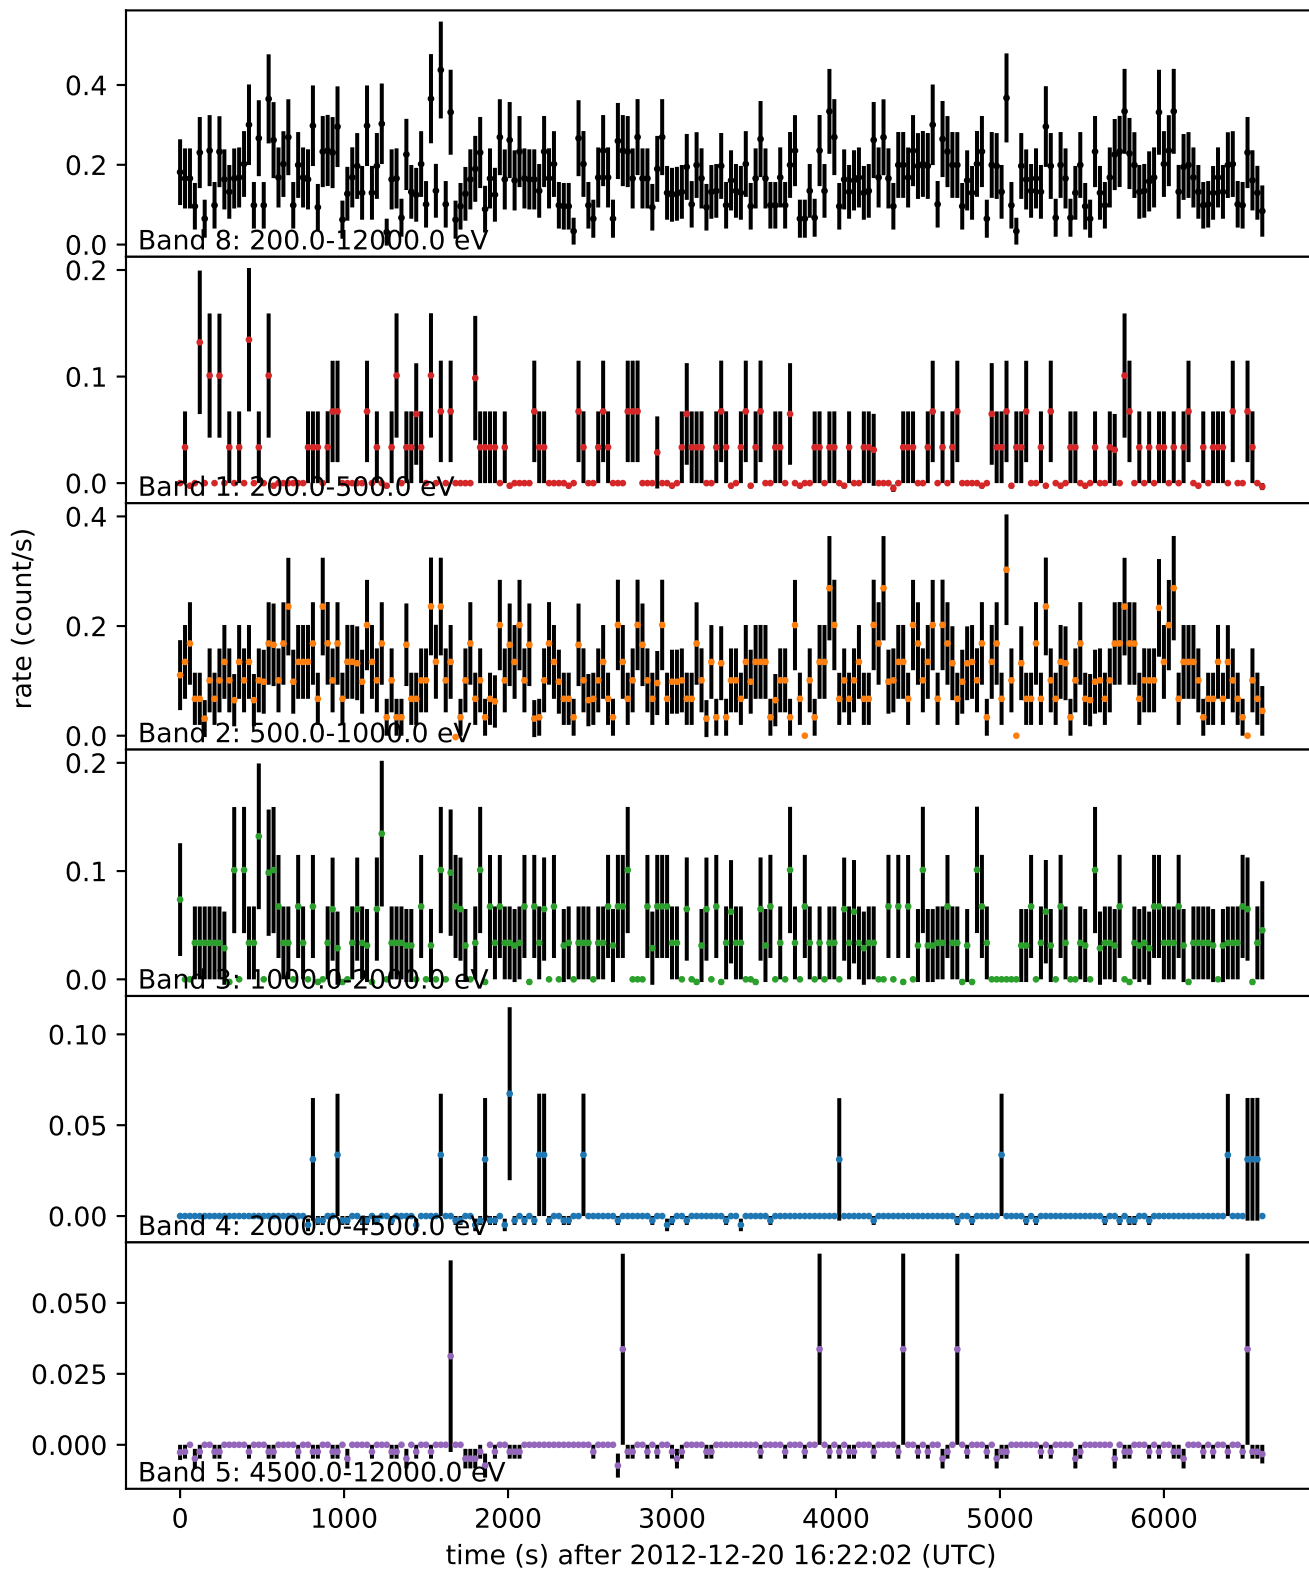 0.4
0.2
0.0
Band 8: 200.0-12000.0 eV
0.2
0.1
0.0
Band 1: 200.0-500.0 eV
rate (count/s)
0.4
0.2
0.0
Band 2: 500.0-1000.0 eV
0.2
0.1
0.0
Band 3: 1000.0-2000.0 eV
0.10
0.05
0.00
Band 4: 2000.0-4500.0 eV
0.050
0.025
0.000
Band 5: 4500.0-12000.0 eV
0 1000 2000 3000 4000 5000 6000
time (s) after 2012-12-20 16:22:02 (UTC)